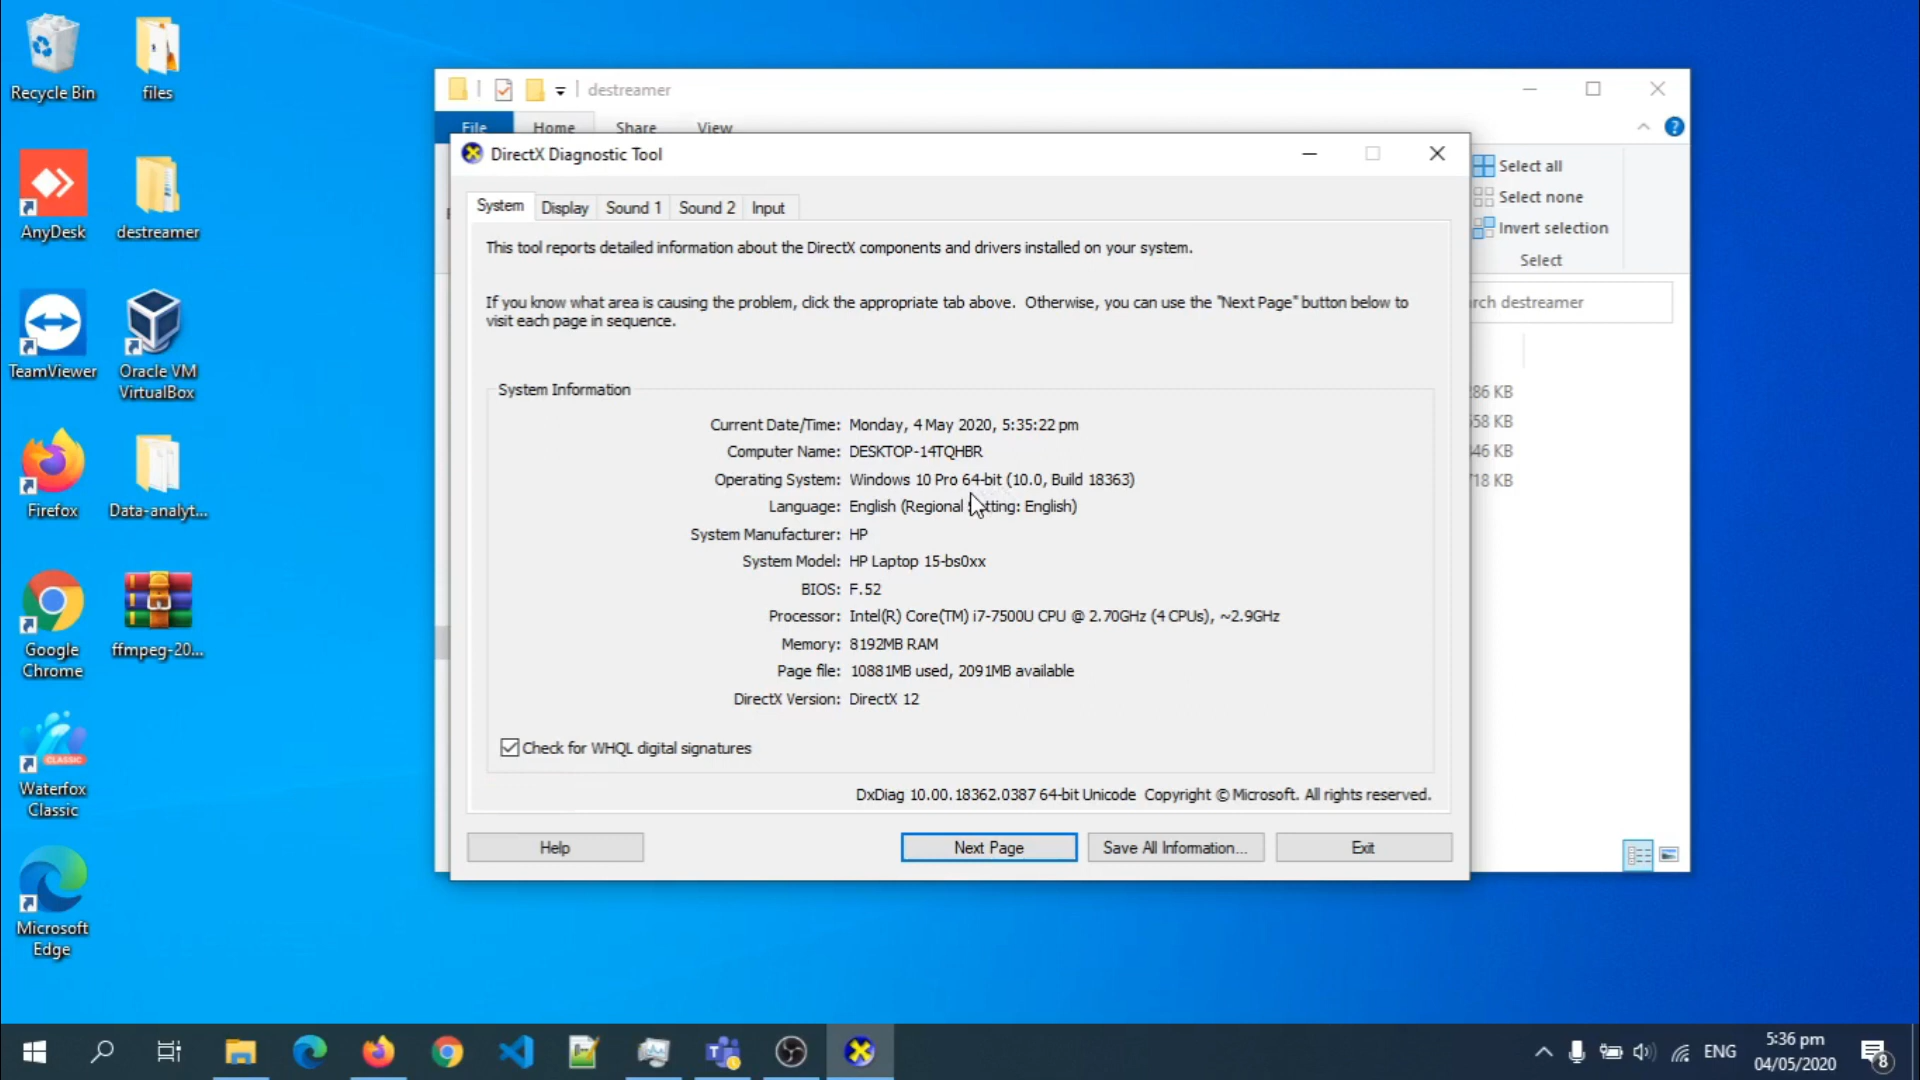 Recycle Bin
files
AnyDesk
destreamer
TeamViewer
Oracle VM
VirtualBox
Firefox
Data-analyt...
Google
Chrome
ffmpeg-20...
CLASSIC
Waterfox
Classic
Microsoft
Edge
destreamer
File
Home
Share
View
Select all
Select none
Invert selection
Select
destreamer
KB
KB
KB
KB
DirectX Diagnostic Tool
System
Display
Sound 1
Sound 2
Input
This tool reports detailed information about the DirectX components and drivers installed on your system.
If you know what area is causing the problem, click the appropriate tab above. Otherwise, you can use the "Next Page" button below to
visit each page in sequence.
System Information
Current Date/Time: Monday, 4 May 2020, 5:35:22 pm
Computer Name: DESKTOP-14TQHBR
Operating System: Windows 10 Pro 64-bit (10.0, Build 18363)
Language: English (Regional Setting: English)
System Manufacturer: HP
System Model: HP Laptop 15-bs0xx
BIOS: F.52
Processor: Intel(R) Core(TM) i7-7500U CPU @ 2.70GHz (4 CPUs), ~2.9GHz
Memory: 8192MB RAM
Page file: 10881MB used, 2091MB available
DirectX Version: DirectX 12
Check for WHQL digital signatures
DxDiag 10.00.18362.0387 64-bit Unicode Copyright © Microsoft. All rights reserved.
Help
Next Page
Save All Information...
Exit
ENG
5:36 pm
04/05/2020
8